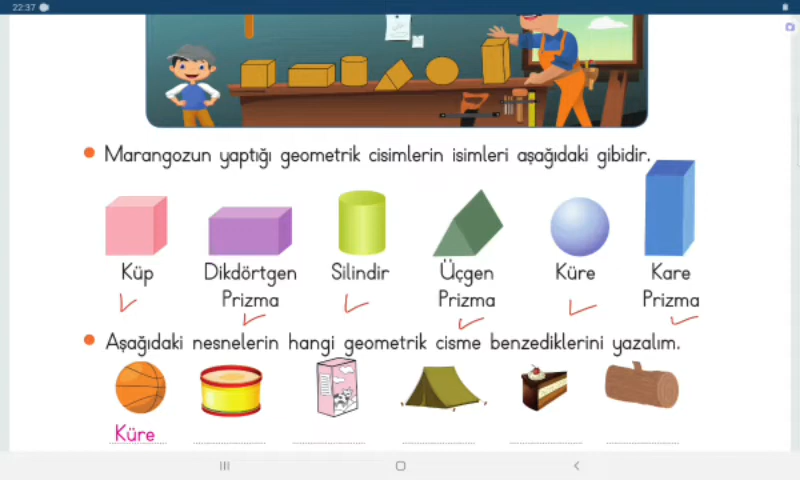 22:37
Marangozun yaptığı geometrik cisimlerin isimleri aşağıdaki gibidir.
Küp
Dikdörtgen
Prizma
Silindir
Üçgen
Prizma
Küre
Kare
Prizma
Aşağıdaki nesnelerin hangi geometrik cisme benzediklerini yazalım.
Küre